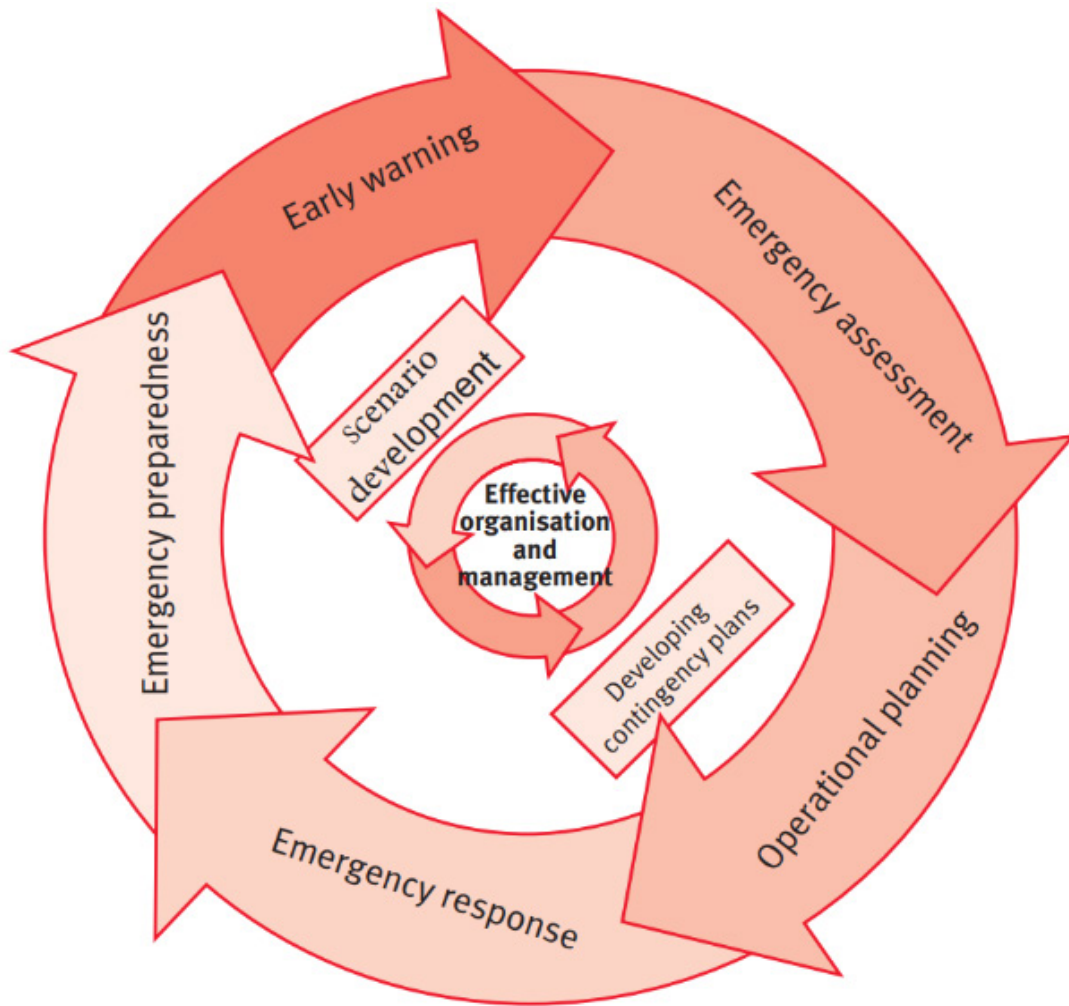 Early warning
Emergency assessment
Operational planning
Emergency response
Emergency preparedness
scenario
development
Effective
organisation
and
management
Developing
contingency plans